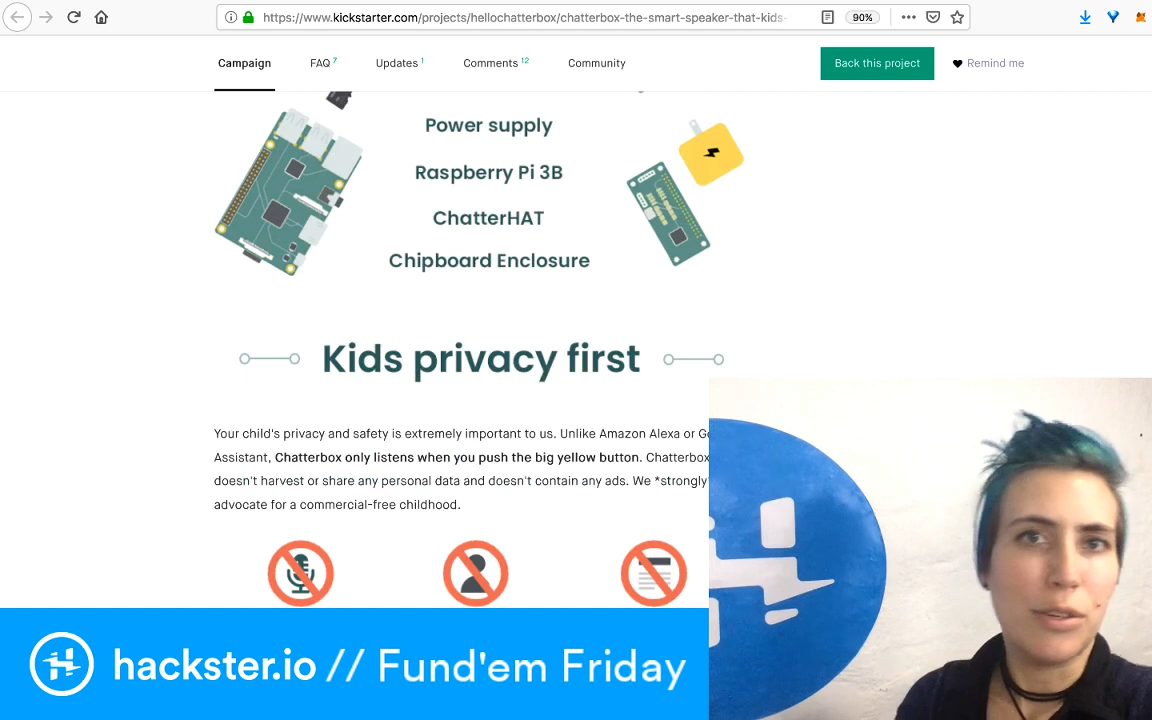 https://www.kickstarter.com/projects/hellochatterbox/chatterbox-the-smart-speaker-that-kids-
90%
Campaign
FAQ 7
Updates 1
Comments 12
Community
Back this project
Remind me
Power supply
Raspberry Pi 3B
ChatterHAT
Chipboard Enclosure
Kids privacy first
Your child's privacy and safety is extremely important to us. Unlike Amazon Alexa or
Assistant, Chatterbox only listens when you push the big yellow button. Chatterbox
doesn't harvest or share any personal data and doesn't contain any ads. We *strongly*
advocate for a commercial-free childhood.
hackster.io // Fund'em Friday